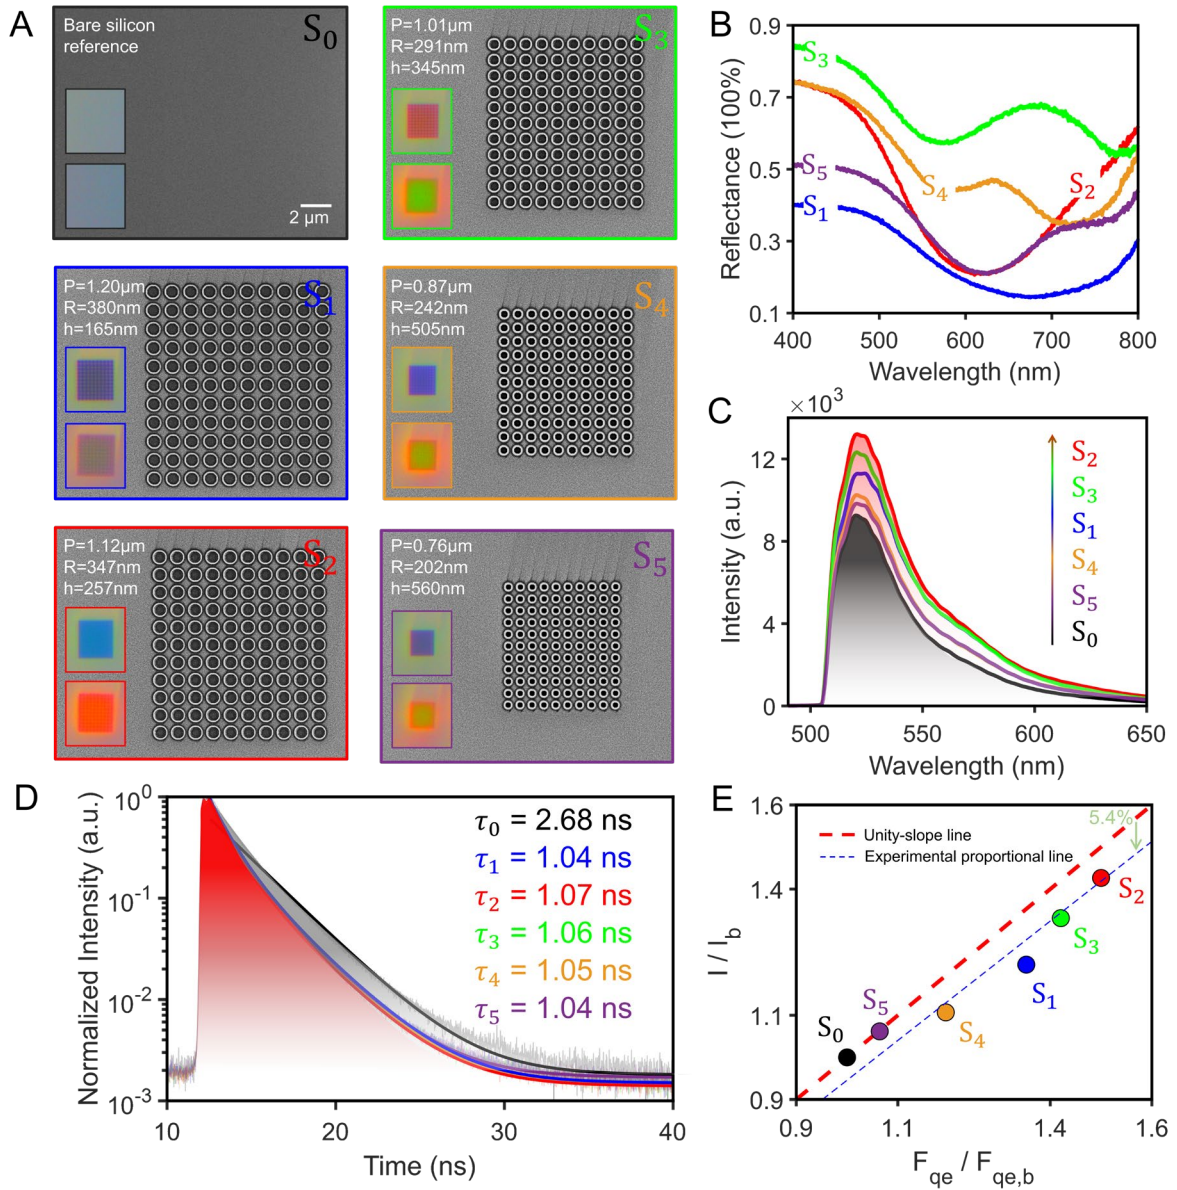 A
Bare silicon
reference
S0
2 μm
P=1.01μm
R=291nm
h=345nm
S3
P=1.20μm
R=380nm
h=165nm
S1
P=0.87μm
R=242nm
h=505nm
S4
P=1.12μm
R=347nm
h=257nm
S2
P=0.76μm
R=202nm
h=560nm
S5
B
Reflectance (100%)
0.9
0.7
0.5
0.3
0.1
S3
S5
S4
S2
S1
400 500 600 700 800
Wavelength (nm)
C
×10³
Intensity (a.u.)
12
8
4
0
S2
S3
S1
S4
S5
S0
500 550 600 650
Wavelength (nm)
D
Normalized Intensity (a.u.)
10⁰
10⁻¹
10⁻²
10⁻³
τ0 = 2.68 ns
τ1 = 1.04 ns
τ2 = 1.07 ns
τ3 = 1.06 ns
τ4 = 1.05 ns
τ5 = 1.04 ns
10 20 30 40
Time (ns)
E
I / Ib
1.6
1.4
1.1
0.9
Unity-slope line
Experimental proportional line
5.4%
S2
S3
S1
S5
S0
S4
0.9 1.1 1.4 1.6
Fqe / Fqe,b